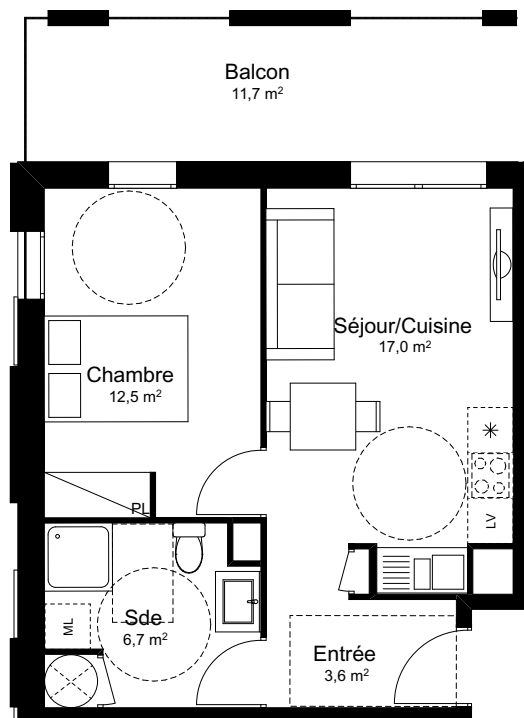 Balcon
11,7 m²
Séjour/Cuisine
17,0 m²
Chambre
12,5 m²
PL
LV
Sde
6,7 m²
ML
Entrée
3,6 m²